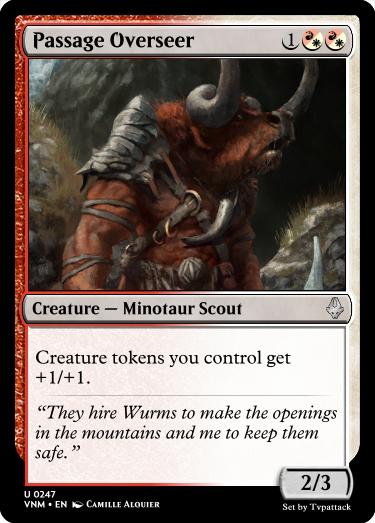 Passage Overseer 1
Creature — Minotaur Scout
Creature tokens you control get
+1/+1.
“They hire Wurms to make the openings
in the mountains and me to keep them
safe.”
2/3
U 0247
VNM • EN Camille Alquier
Set by Tvpattack